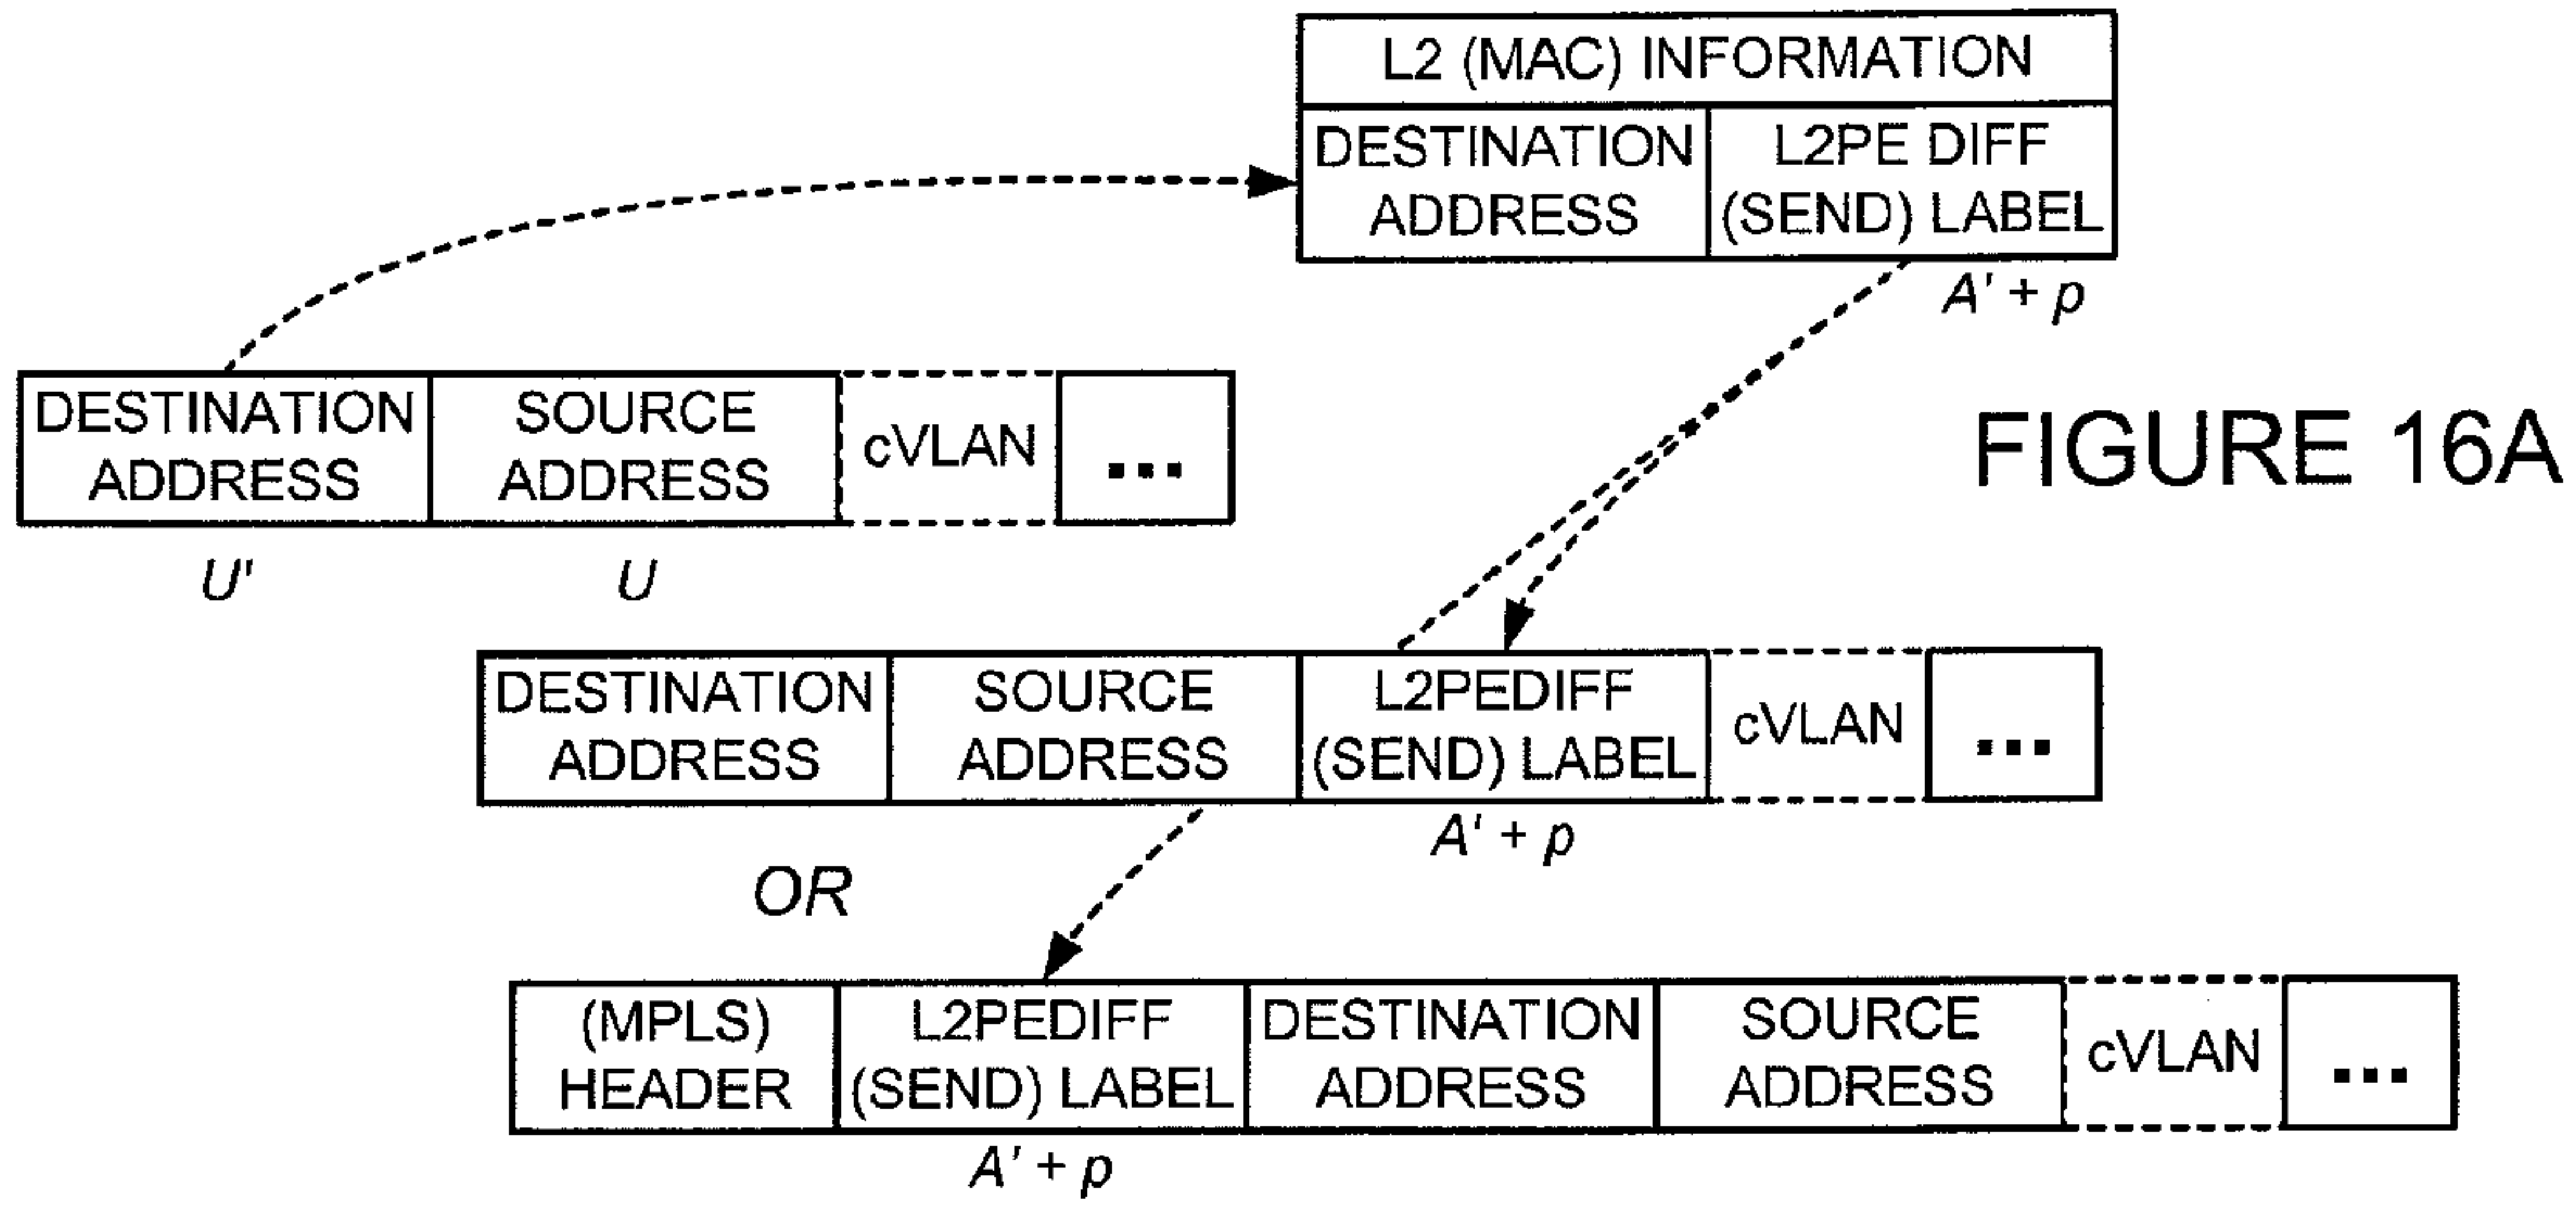 L2 (MAC) INFORMATION
DESTINATION
ADDRESS
L2PE DIFF
(SEND) LABEL
A' + p
DESTINATION
ADDRESS
SOURCE
ADDRESS
cVLAN
...
FIGURE 16A
U'
U
DESTINATION
ADDRESS
SOURCE
ADDRESS
L2PEDIFF
(SEND) LABEL
cVLAN
...
A' + p
OR
(MPLS)
HEADER
L2PEDIFF
(SEND) LABEL
DESTINATION
ADDRESS
SOURCE
ADDRESS
cVLAN
...
A' + p